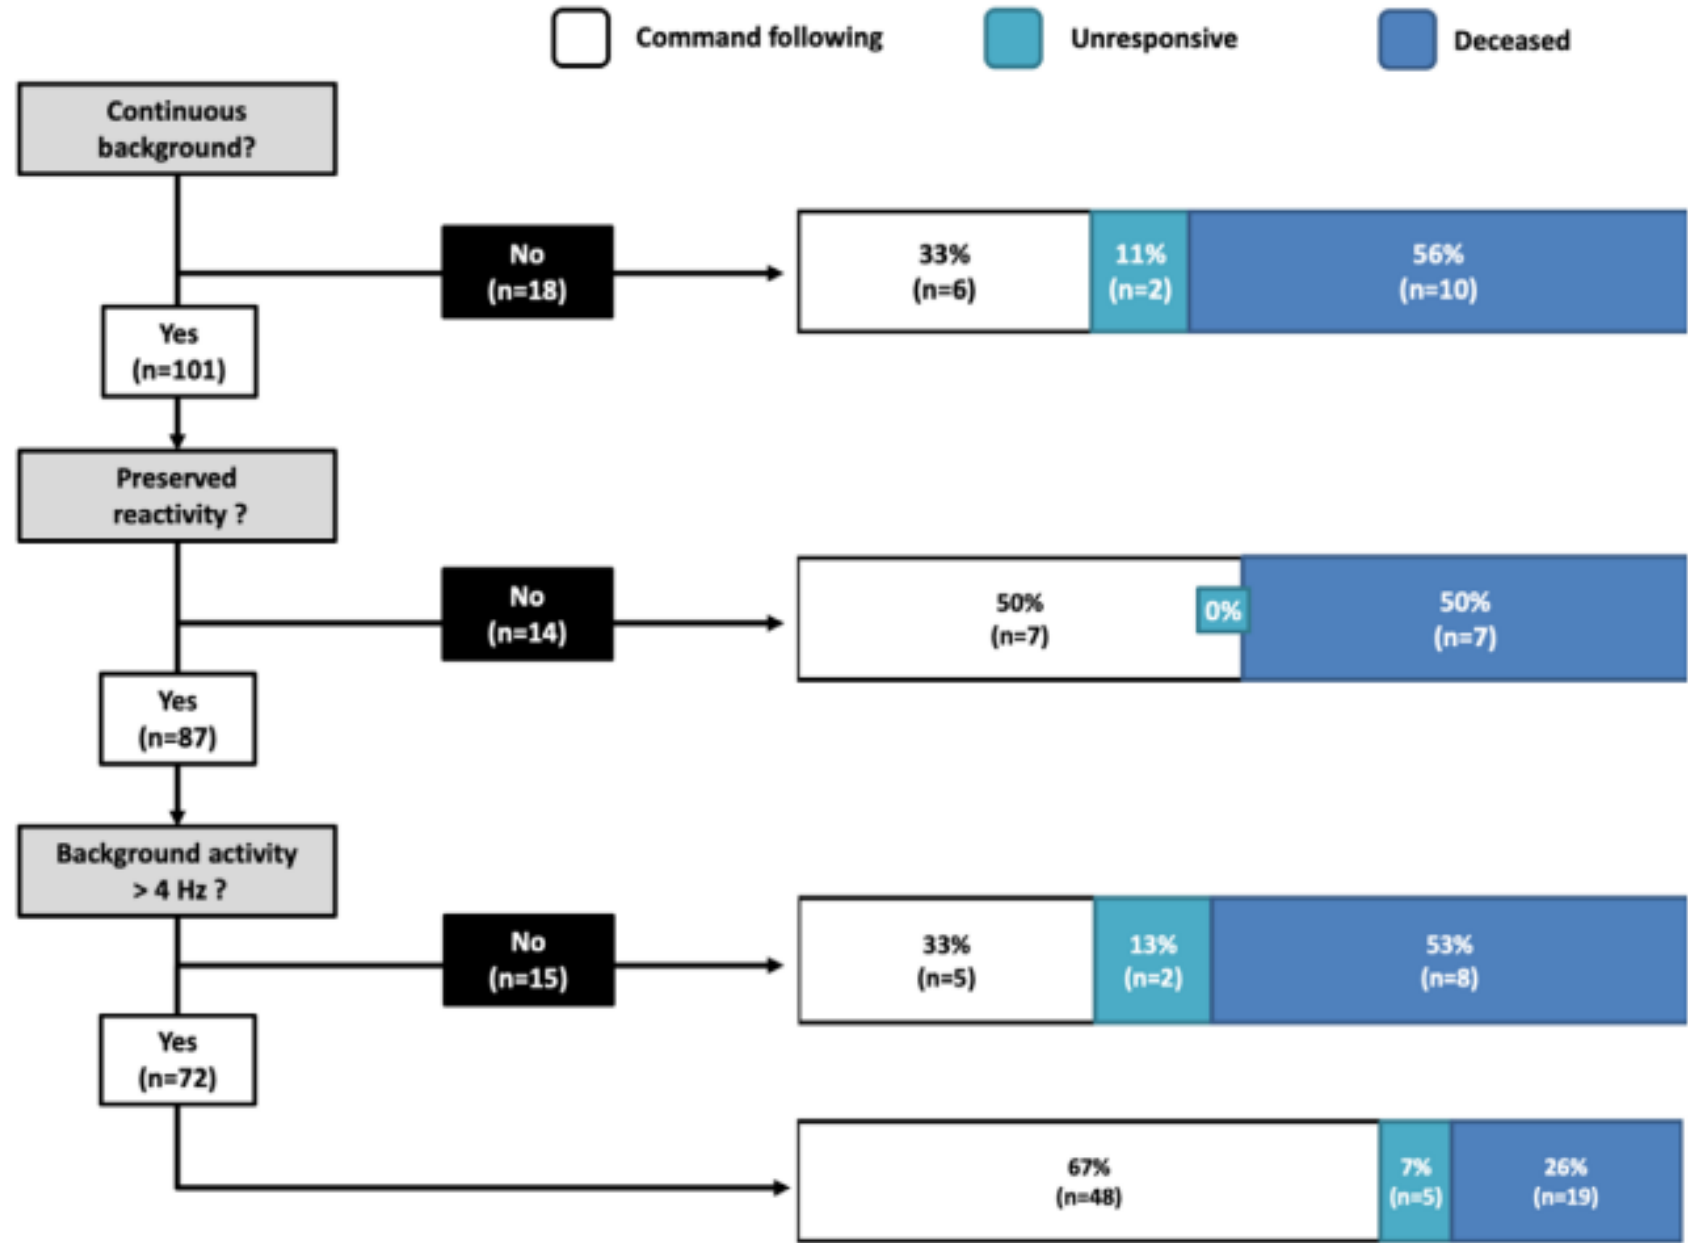 Command following
Unresponsive
Deceased
Continuous
background?
No
(n=18)
33%
(n=6)
11%
(n=2)
56%
(n=10)
Yes
(n=101)
Preserved
reactivity ?
No
(n=14)
50%
(n=7)
0%
50%
(n=7)
Yes
(n=87)
Background activity
> 4 Hz ?
No
(n=15)
33%
(n=5)
13%
(n=2)
53%
(n=8)
Yes
(n=72)
67%
(n=48)
7%
(n=5)
26%
(n=19)